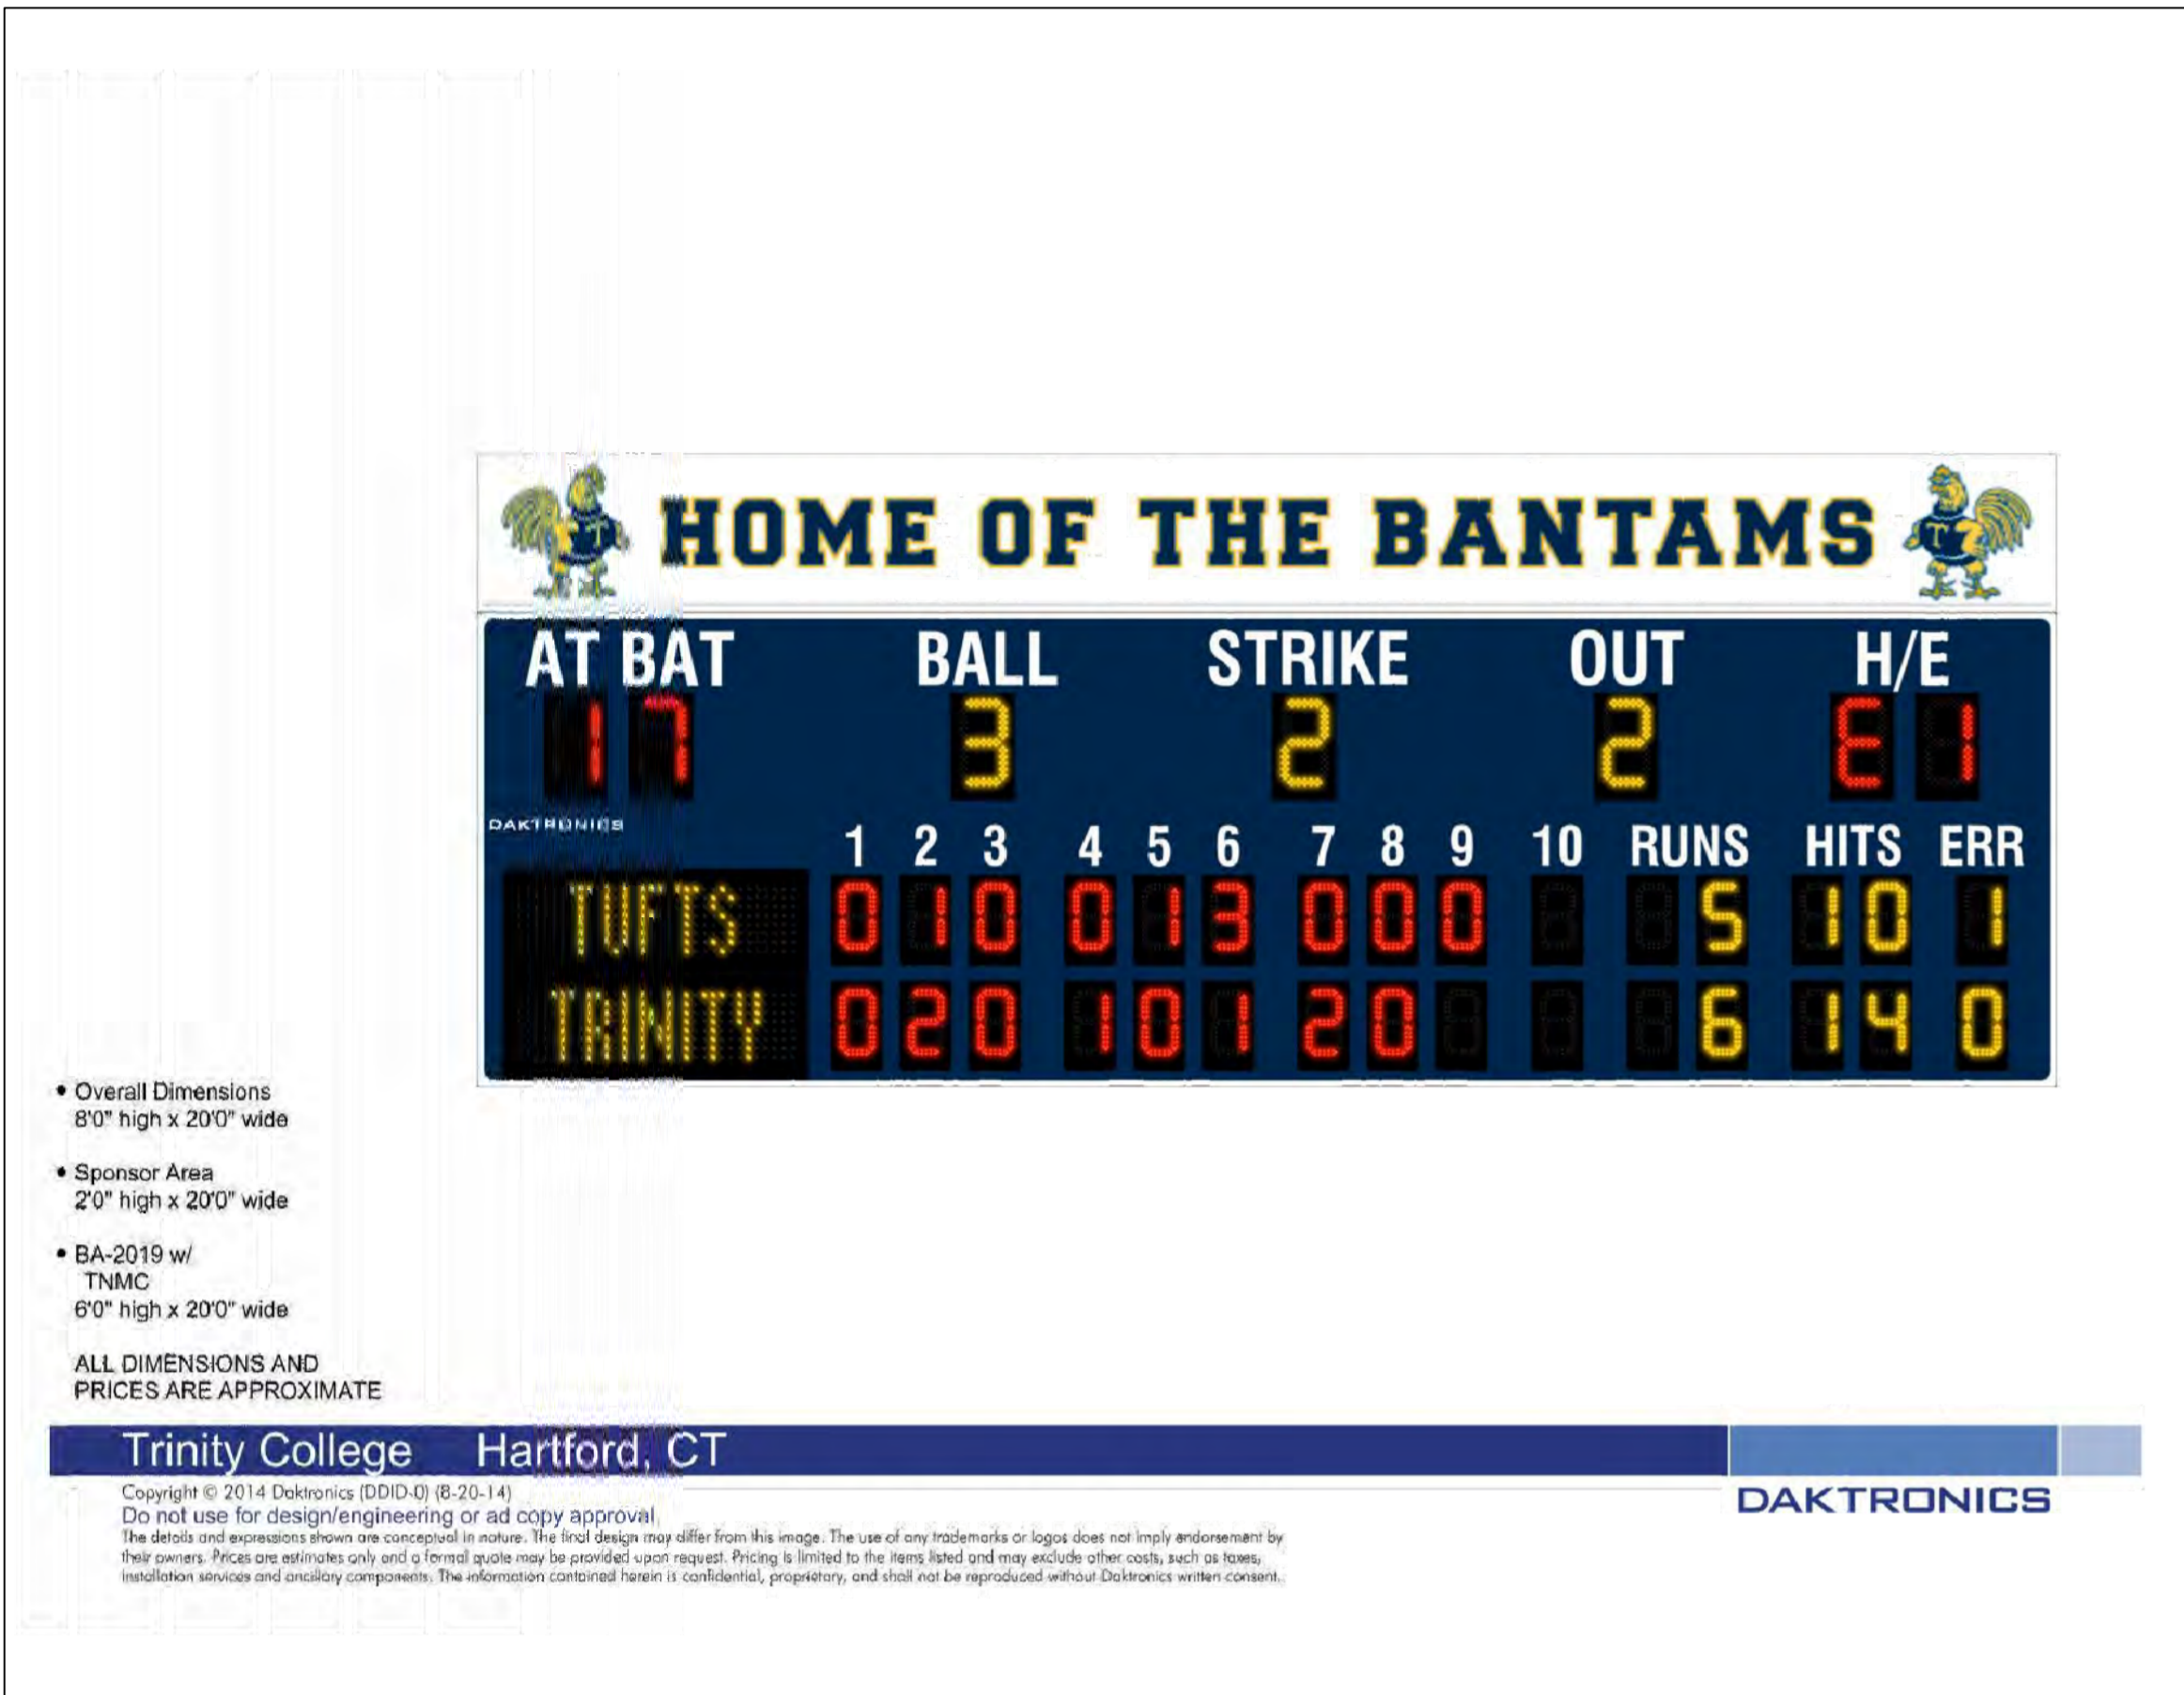 HOME OF THE BANTAMS
AT BAT BALL STRIKE OUT H/E
17 3 2 2 E 1
DAKTRONICS
1 2 3 4 5 6 7 8 9 10 RUNS HITS ERR
TUFTS 0 1 0 0 1 3 0 0 0 5 10 1
TRINITY 0 2 0 1 0 1 2 0 6 14 0
• Overall Dimensions
8'0" high x 20'0" wide
• Sponsor Area
2'0" high x 20'0" wide
• BA-2019 w/
TNMC
6'0" high x 20'0" wide
ALL DIMENSIONS AND
PRICES ARE APPROXIMATE
Trinity College Hartford, CT
Copyright © 2014 Daktronics (DDID-0) (8-20-14)
Do not use for design/engineering or ad copy approval.
The details and expressions shown are conceptual in nature. The final design may differ from this image. The use of any trademarks or logos does not imply endorsement by
their owners. Prices are estimates only and a formal quote may be provided upon request. Pricing is limited to the items listed and may exclude other costs, such as taxes,
installation services and ancillary components. The information contained herein is confidential, proprietary, and shall not be reproduced without Daktronics written consent.
DAKTRONICS